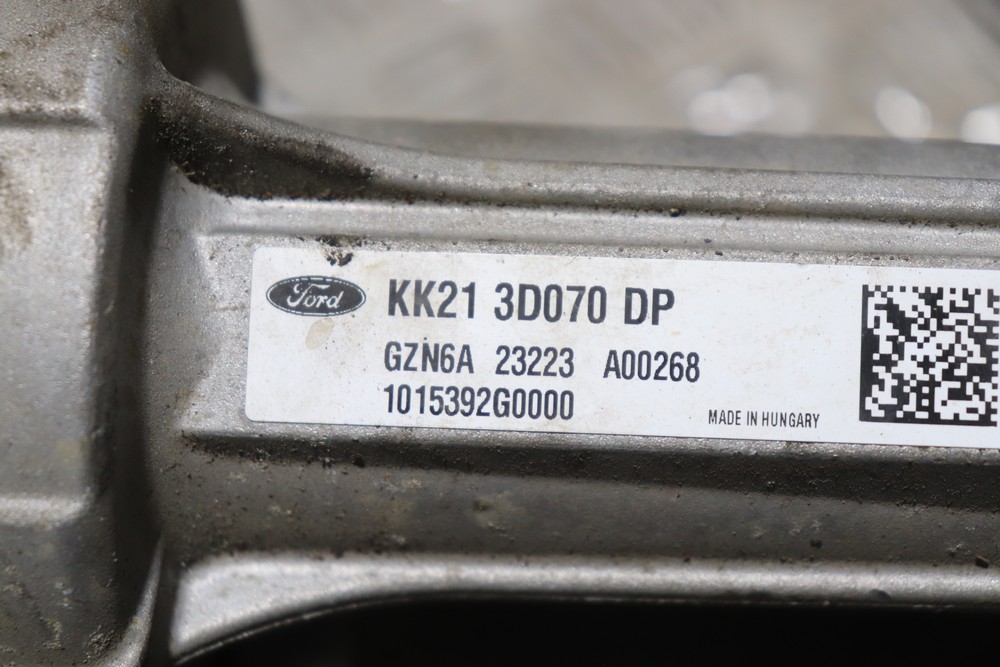 Ford
KK21 3D070 DP
GZN6A 23223 A00268
1015392G0000
MADE IN HUNGARY